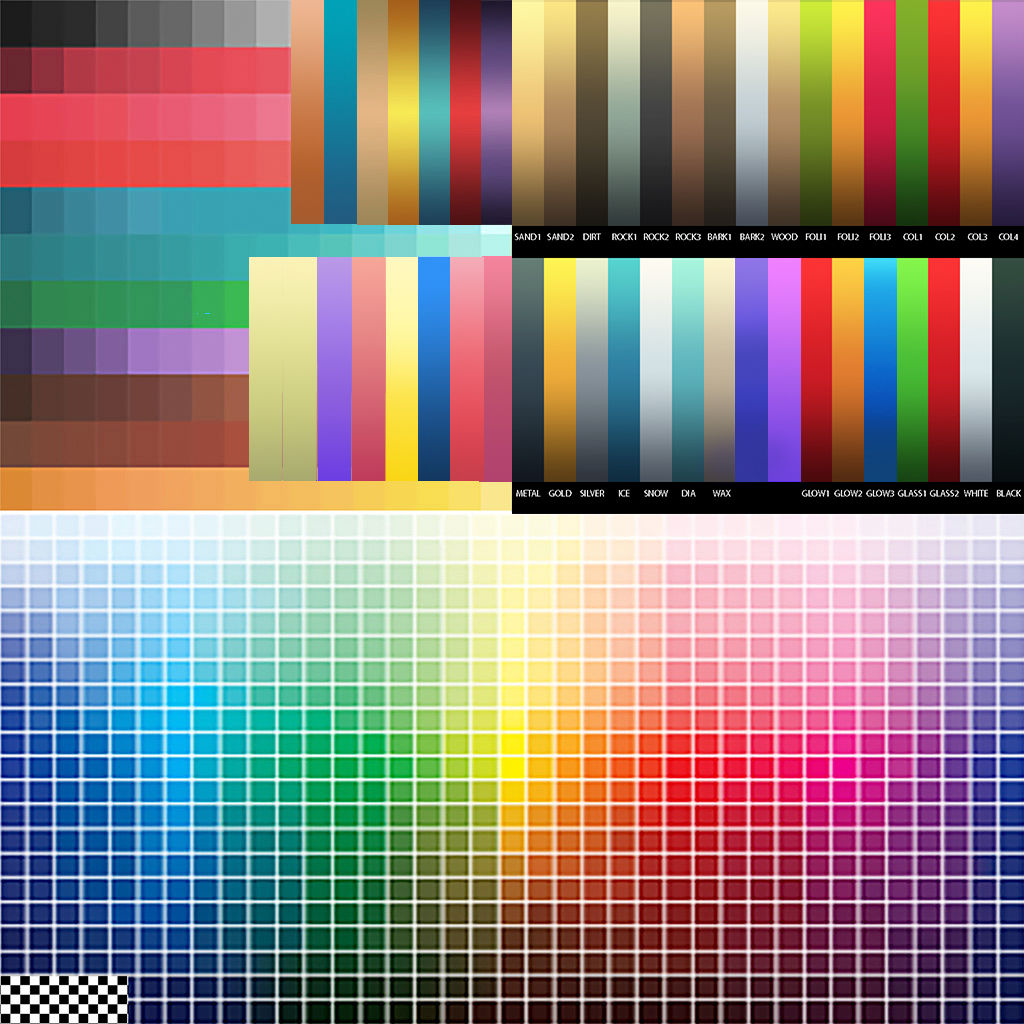 SAND1 SAND2 DIRT ROCK1 ROCK2 ROCK3 BARK1 BARK2 WOOD FOLI1 FOLI2 FOLI3 COL1 COL2 COL3 COL4
METAL GOLD SILVER ICE SNOW DIA WAX GLOW1 GLOW2 GLOW3 GLASS1 GLASS2 WHITE BLACK